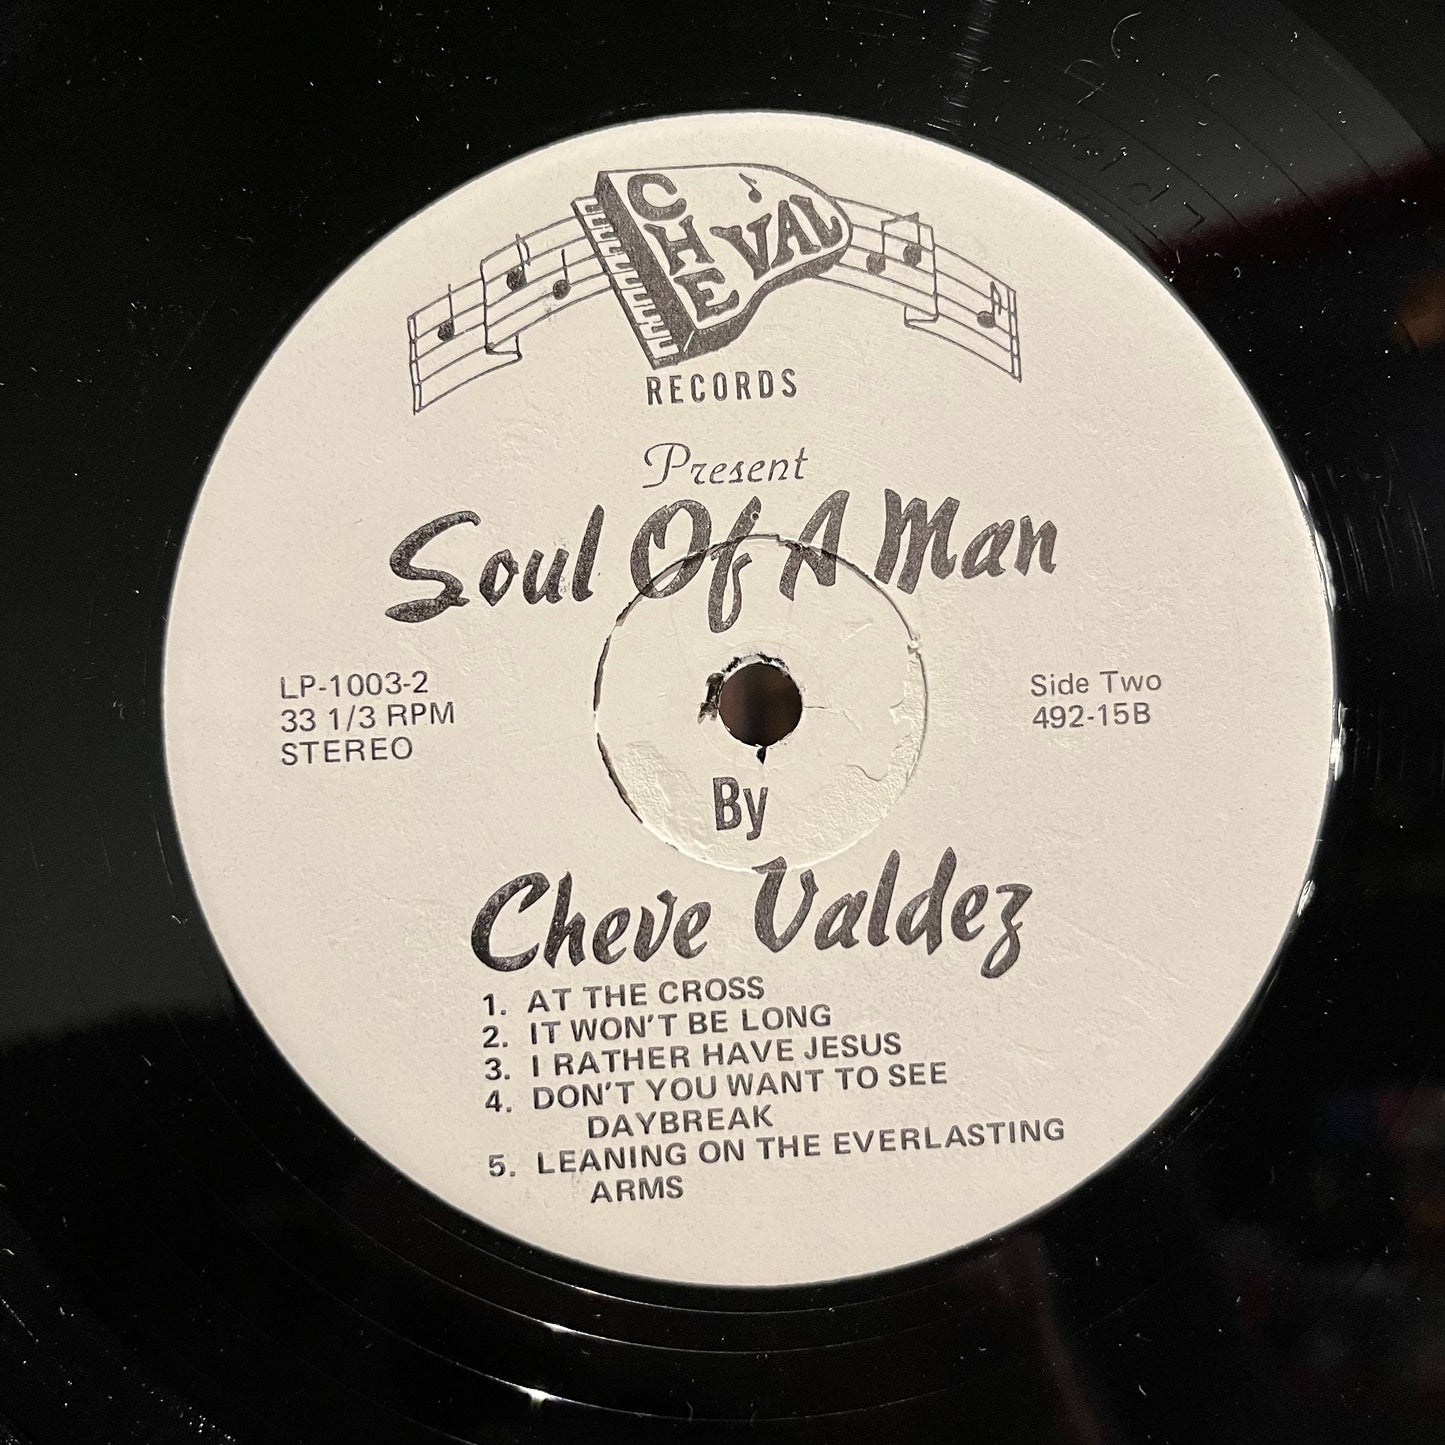 CHE VAL
RECORDS
Present
Soul Of A Man
LP-1003-2
33 1/3 RPM
STEREO
Side Two
492-15B
By
Cheve Valdez
1. AT THE CROSS
2. IT WON'T BE LONG
3. I RATHER HAVE JESUS
4. DON'T YOU WANT TO SEE
DAYBREAK
5. LEANING ON THE EVERLASTING
ARMS